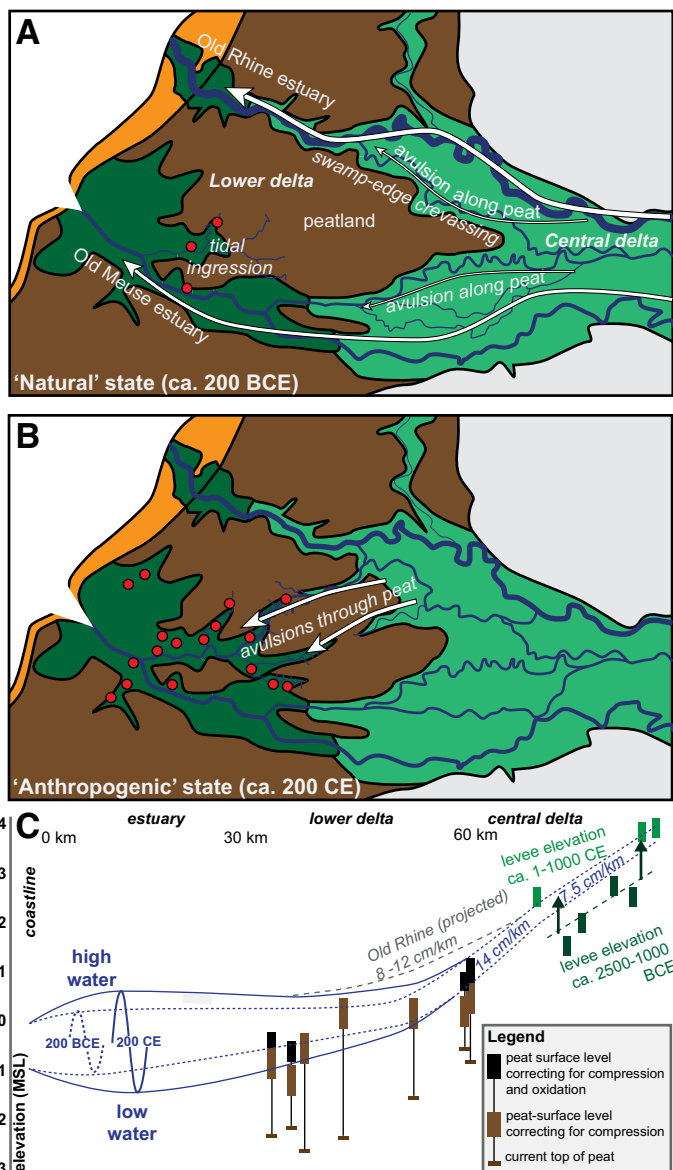 A
Old Rhine estuary
avulsion along peat
swamp-edge crevassing
Lower delta
peatland
Central delta
tidal
ingression
Old Meuse estuary
avulsion along peat
'Natural' state (ca. 200 BCE)
B
avulsions through peat
'Anthropogenic' state (ca. 200 CE)
C
estuary
lower delta
central delta
0 km
30 km
60 km
4
3
2
1
0
1
2
3
elevation (MSL)
coastline
levee elevation
ca. 1-1000 CE
7.5 cm/km
Old Rhine (projected)
8 -12 cm/km
14 cm/km
levee elevation
ca. 2500-1000
BCE
high
water
200 BCE
200 CE
low
water
Legend
peat surface level
correcting for compression
and oxidation
peat-surface level
correcting for compression
current top of peat